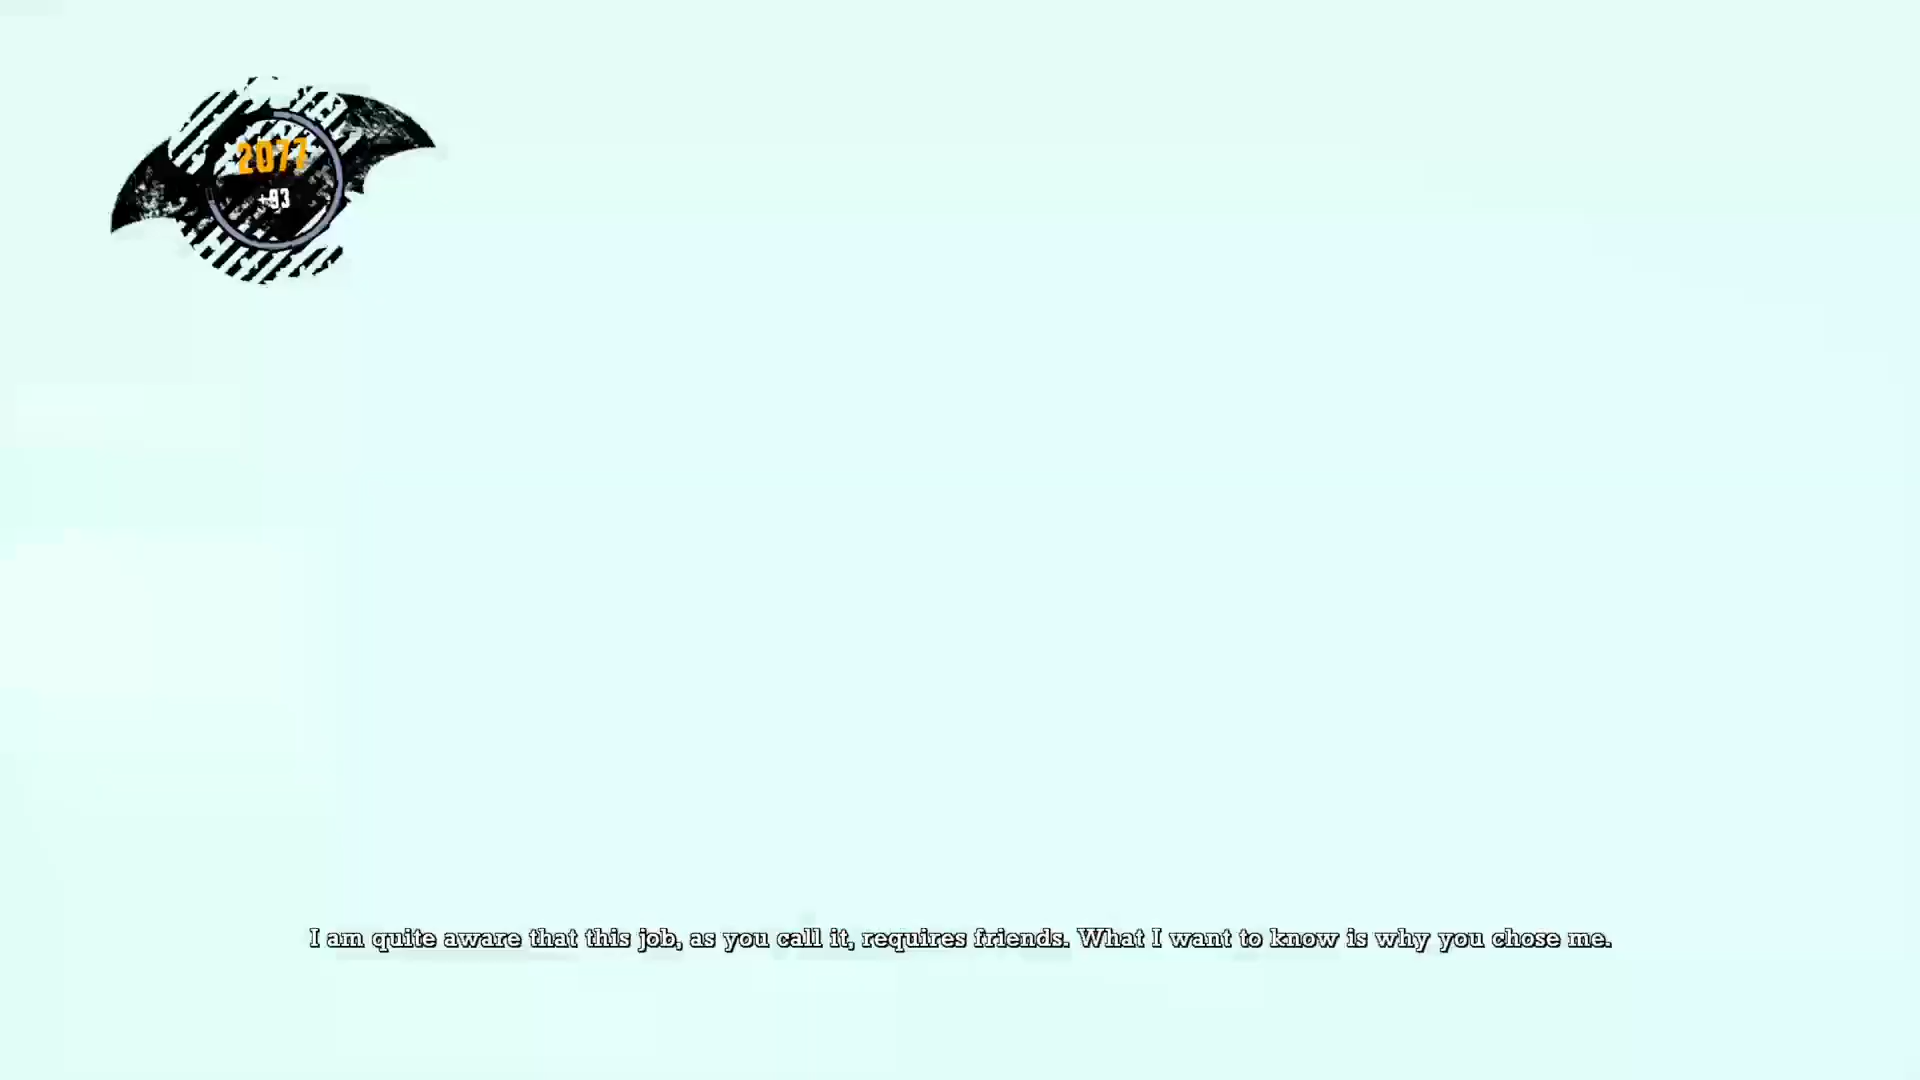 2077
+93
I am quite aware that this job, as you call it, requires friends. What I want to know is why you chose me.